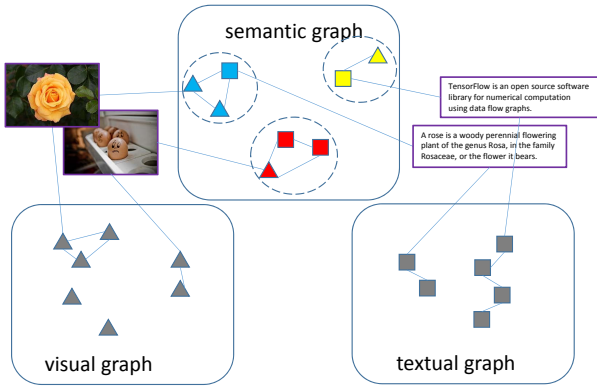 semantic graph
TensorFlow is an open source software
library for numerical computation
using data flow graphs.
A rose is a woody perennial flowering
plant of the genus Rosa, in the family
Rosaceae, or the flower it bears.
visual graph
textual graph